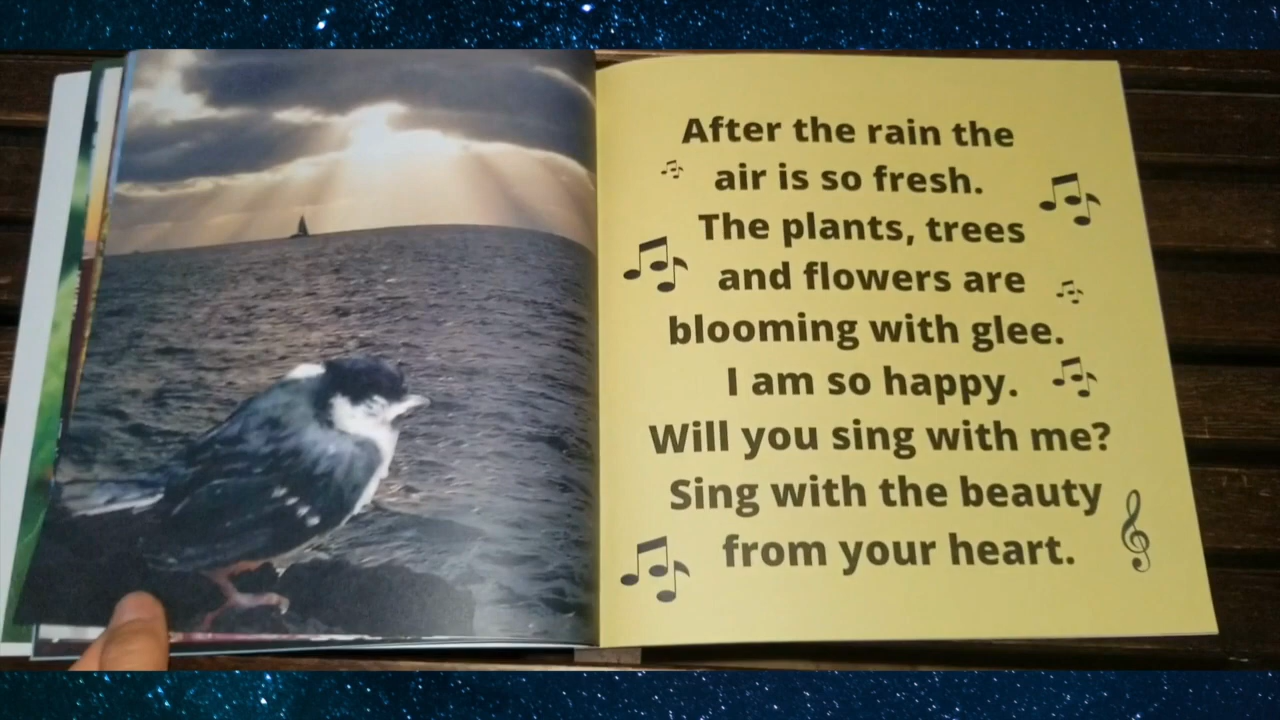 After the rain the
air is so fresh.
The plants, trees
and flowers are
blooming with glee.
I am so happy.
Will you sing with me?
Sing with the beauty
from your heart.